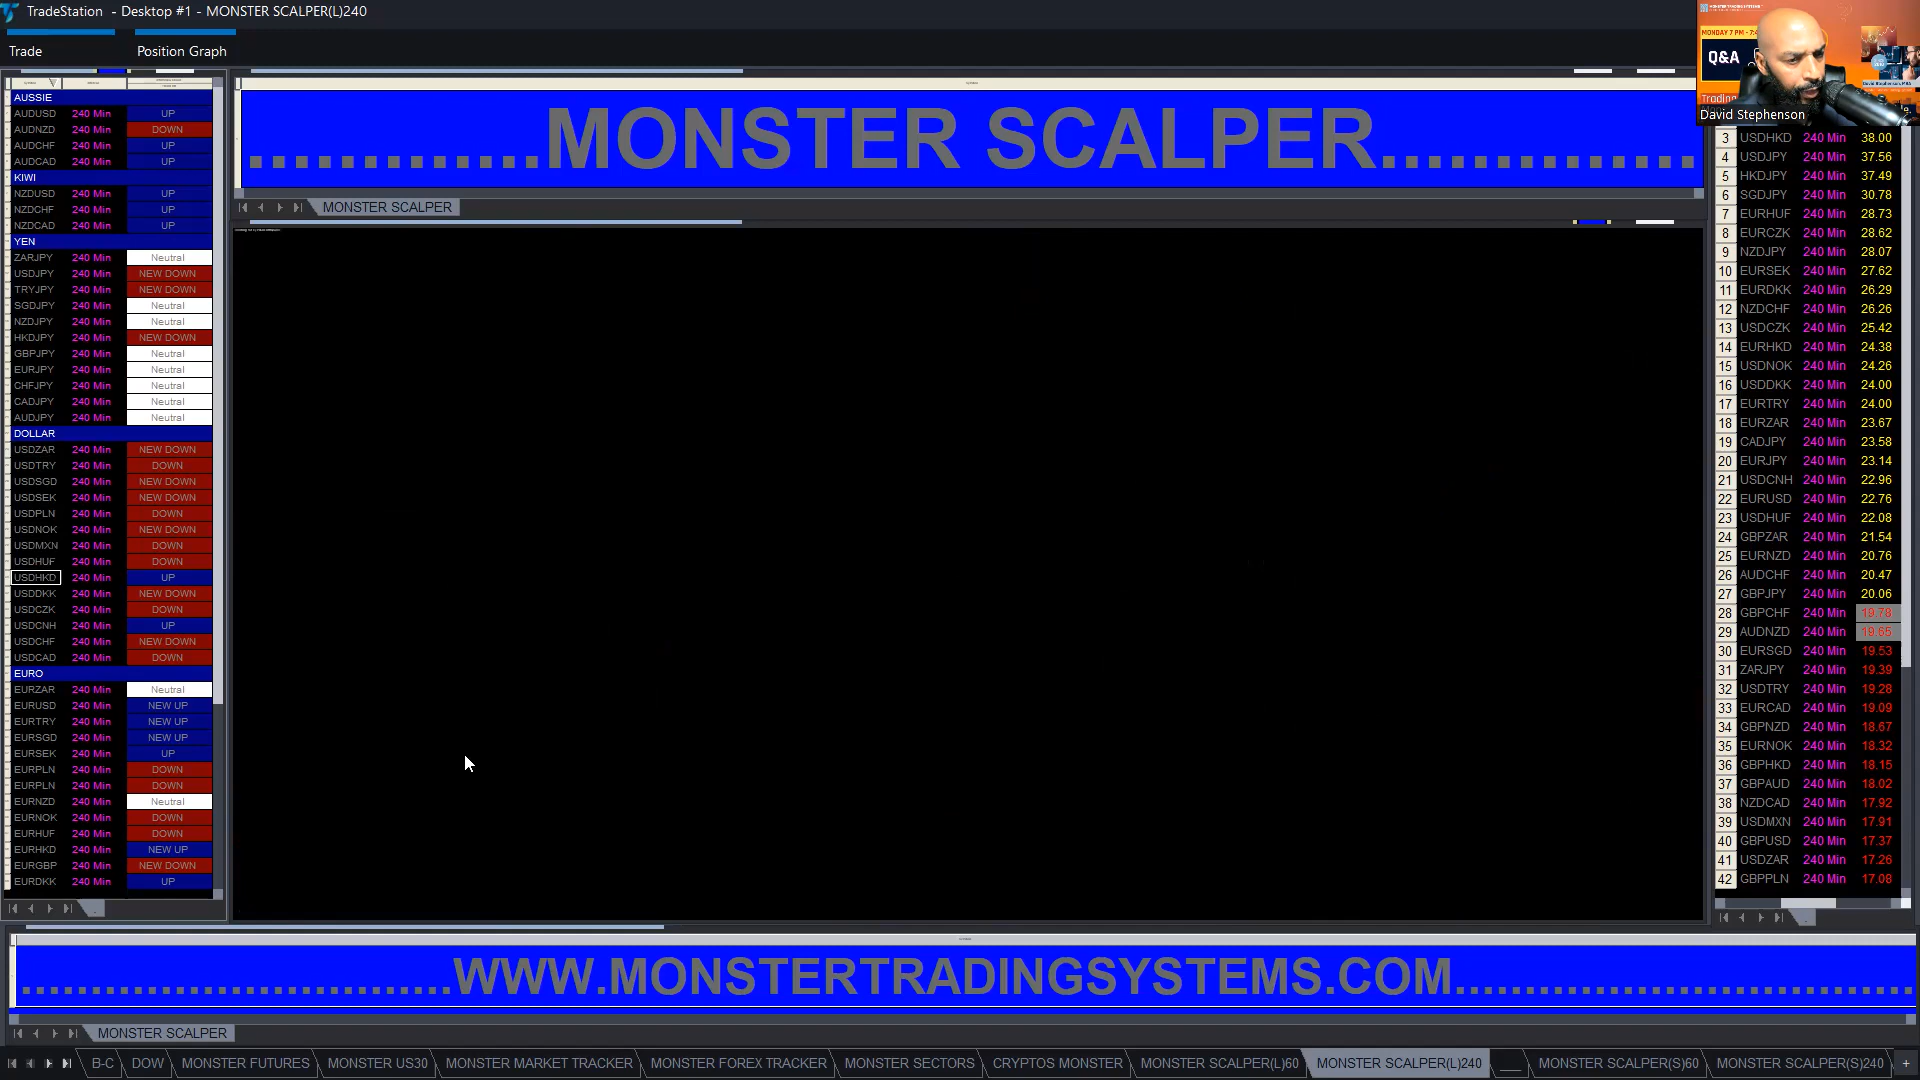 TradeStation - Desktop #1 - MONSTER SCALPER(L)240
Trade
Position Graph
MONDAY 7 PM - 7:4
Q&A
Trading
David Stephenson
AUSSIE
AUDUSD 240 Min UP
AUDNZD 240 Min DOWN
AUDCHF 240 Min UP
AUDCAD 240 Min UP
KIWI
NZDUSD 240 Min UP
NZDCHF 240 Min UP
NZDCAD 240 Min UP
YEN
ZARJPY 240 Min Neutral
USDJPY 240 Min NEW DOWN
TRYJPY 240 Min NEW DOWN
SGDJPY 240 Min Neutral
NZDJPY 240 Min Neutral
HKDJPY 240 Min NEW DOWN
GBPJPY 240 Min Neutral
EURJPY 240 Min Neutral
CHFJPY 240 Min Neutral
CADJPY 240 Min Neutral
AUDJPY 240 Min Neutral
DOLLAR
USDZAR 240 Min NEW DOWN
USDTRY 240 Min DOWN
USDSGD 240 Min NEW DOWN
USDSEK 240 Min NEW DOWN
USDPLN 240 Min DOWN
USDNOK 240 Min NEW DOWN
USDMXN 240 Min DOWN
USDHUF 240 Min DOWN
USDHKD 240 Min UP
USDDKK 240 Min NEW DOWN
USDCZK 240 Min DOWN
USDCNH 240 Min UP
USDCHF 240 Min NEW DOWN
USDCAD 240 Min DOWN
EURO
EURZAR 240 Min Neutral
EURUSD 240 Min NEW UP
EURTRY 240 Min NEW UP
EURSGD 240 Min NEW UP
EURSEK 240 Min UP
EURPLN 240 Min DOWN
EURPLN 240 Min DOWN
EURNZD 240 Min Neutral
EURNOK 240 Min DOWN
EURHUF 240 Min DOWN
EURHKD 240 Min NEW UP
EURGBP 240 Min NEW DOWN
EURDKK 240 Min UP
.............MONSTER SCALPER..............
MONSTER SCALPER
3 USDHKD 240 Min 38.00
4 USDJPY 240 Min 37.56
5 HKDJPY 240 Min 37.49
6 SGDJPY 240 Min 30.78
7 EURHUF 240 Min 28.73
8 EURCZK 240 Min 28.62
9 NZDJPY 240 Min 28.07
10 EURSEK 240 Min 27.62
11 EURDKK 240 Min 26.29
12 NZDCHF 240 Min 26.26
13 USDCZK 240 Min 25.42
14 EURHKD 240 Min 24.38
15 USDNOK 240 Min 24.26
16 USDDKK 240 Min 24.00
17 EURTRY 240 Min 24.00
18 EURZAR 240 Min 23.67
19 CADJPY 240 Min 23.58
20 EURJPY 240 Min 23.14
21 USDCNH 240 Min 22.96
22 EURUSD 240 Min 22.76
23 USDHUF 240 Min 22.08
24 GBPZAR 240 Min 21.54
25 EURNZD 240 Min 20.76
26 AUDCHF 240 Min 20.47
27 GBPJPY 240 Min 20.06
28 GBPCHF 240 Min 19.78
29 AUDNZD 240 Min 19.65
30 EURSGD 240 Min 19.53
31 ZARJPY 240 Min 19.39
32 USDTRY 240 Min 19.28
33 EURCAD 240 Min 19.09
34 GBPNZD 240 Min 18.67
35 EURNOK 240 Min 18.32
36 GBPHKD 240 Min 18.15
37 GBPAUD 240 Min 18.02
38 NZDCAD 240 Min 17.92
39 USDMXN 240 Min 17.91
40 GBPUSD 240 Min 17.37
41 USDZAR 240 Min 17.26
42 GBPPLN 240 Min 17.08
..............................WWW.MONSTERTRADINGSYSTEMS.COM................................
MONSTER SCALPER
B-C DOW MONSTER FUTURES MONSTER US30 MONSTER MARKET TRACKER MONSTER FOREX TRACKER MONSTER SECTORS CRYPTOS MONSTER MONSTER SCALPER(L)60 MONSTER SCALPER(L)240 ___ MONSTER SCALPER(S)60 MONSTER SCALPER(S)240 +